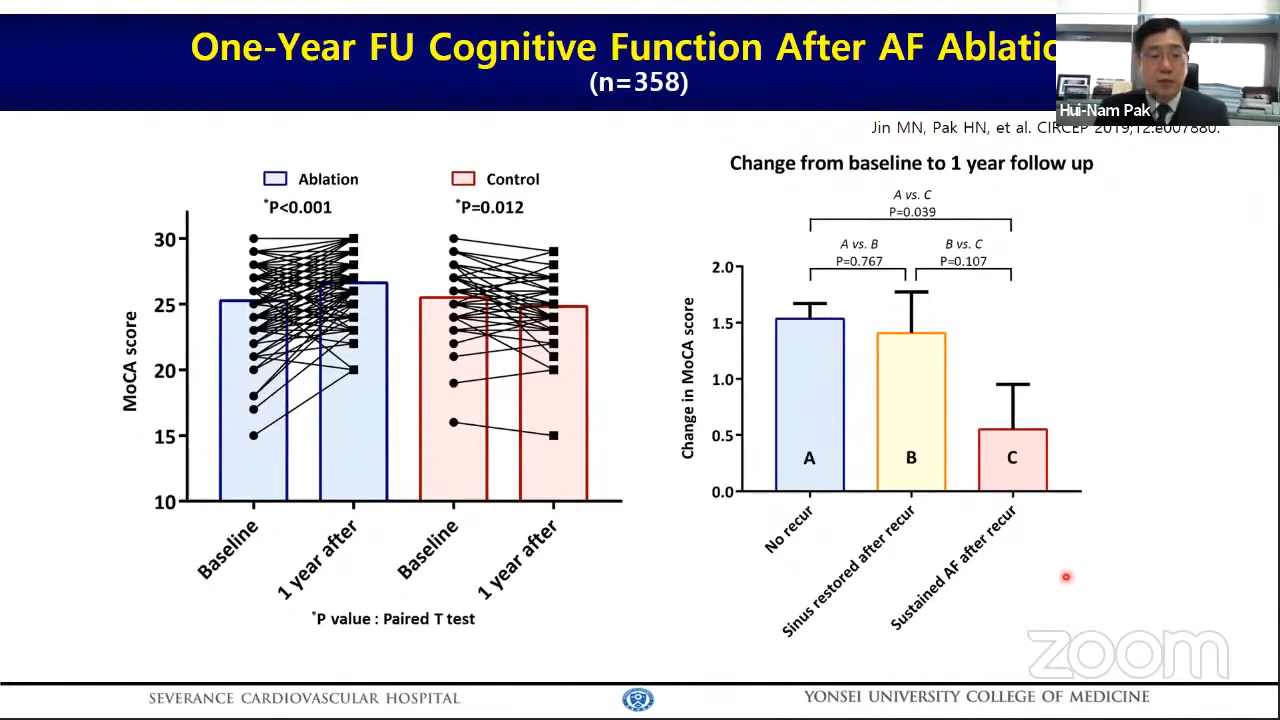 One-Year FU Cognitive Function After AF Ablatio
(n=358)
Hui-Nam Pak
Jin MN, Pak HN, et al. CIRCEP 2019;12:e007880.
Ablation
Control
*P<0.001
*P=0.012
MoCA score
30
25
20
15
10
Baseline
1 year after
Baseline
1 year after
*P value : Paired T test
Change from baseline to 1 year follow up
A vs. C
P=0.039
A vs. B
P=0.767
B vs. C
P=0.107
Change in MoCA score
2.0
1.5
1.0
0.5
0.0
A
B
C
No recur
Sinus restored after recur
Sustained AF after recur
zoom
SEVERANCE CARDIOVASCULAR HOSPITAL
YONSEI UNIVERSITY COLLEGE OF MEDICINE